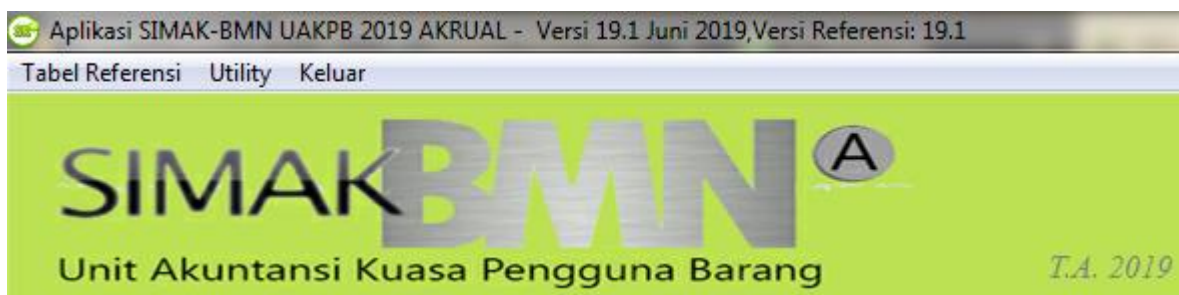 Aplikasi SIMAK-BMN UAKPB 2019 AKRUAL - Versi 19.1 Juni 2019,Versi Referensi: 19.1
Tabel Referensi Utility Keluar
SIMAK BMN A
Unit Akuntansi Kuasa Pengguna Barang
T.A. 2019